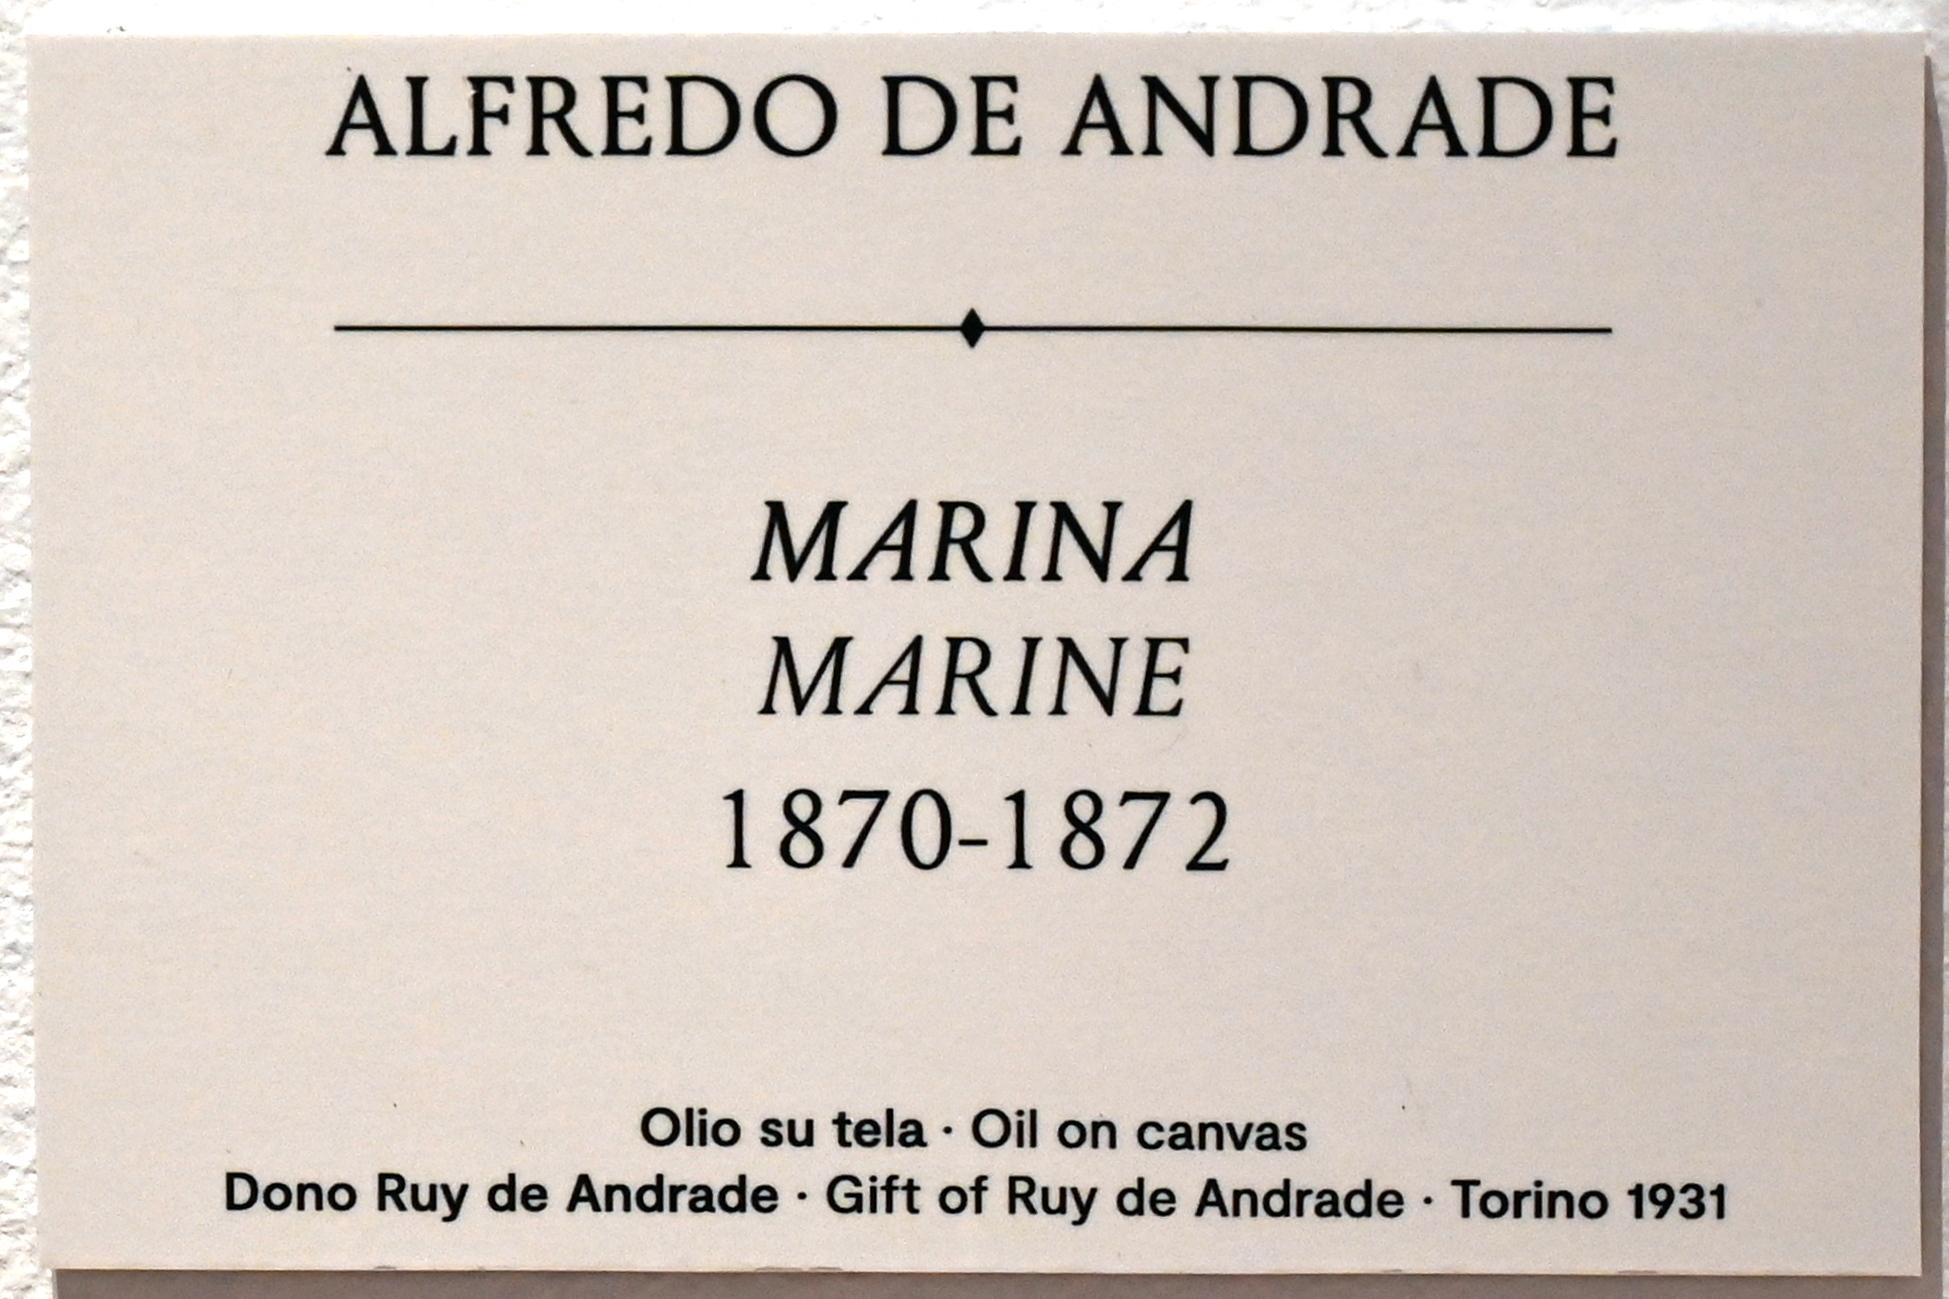 ALFREDO DE ANDRADE
MARINA
MARINE
1870-1872
Olio su tela · Oil on canvas
Dono Ruy de Andrade · Gift of Ruy de Andrade · Torino 1931